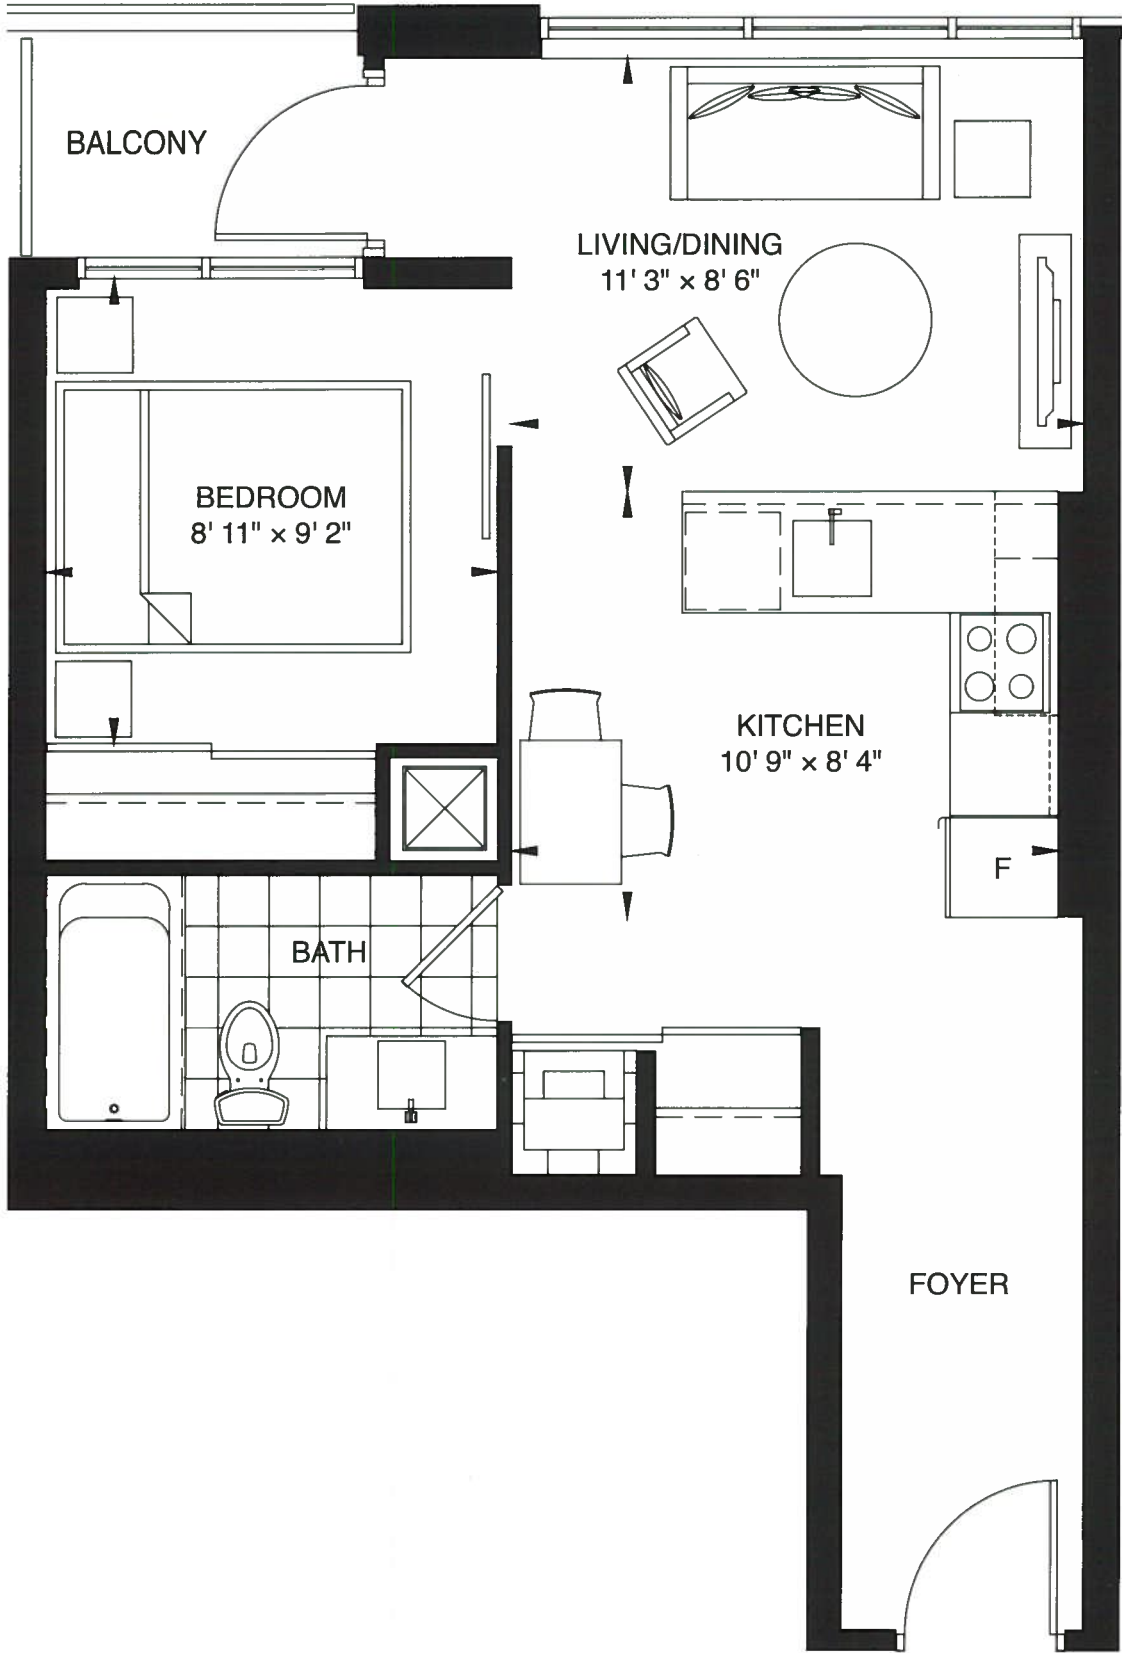 BALCONY
LIVING/DINING
11' 3" × 8' 6"
BEDROOM
8' 11" × 9' 2"
KITCHEN
10' 9" × 8' 4"
F
BATH
FOYER